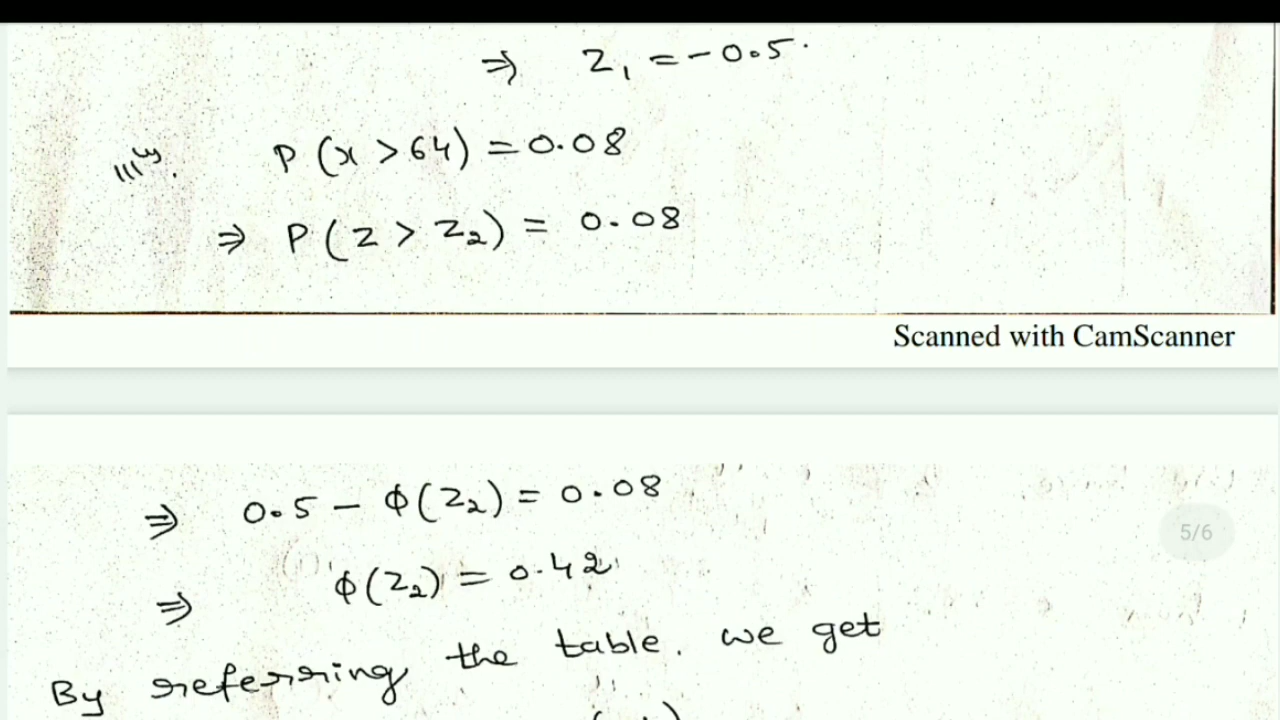 ⇒ Z₁ = -0.5.
|||ly. P (x > 64) = 0.08
⇒ P (Z > Z₂) = 0.08
Scanned with CamScanner
⇒ 0.5 - ϕ(Z₂) = 0.08
5/6
⇒ ϕ(Z₂) = 0.42
By referring the table, we get